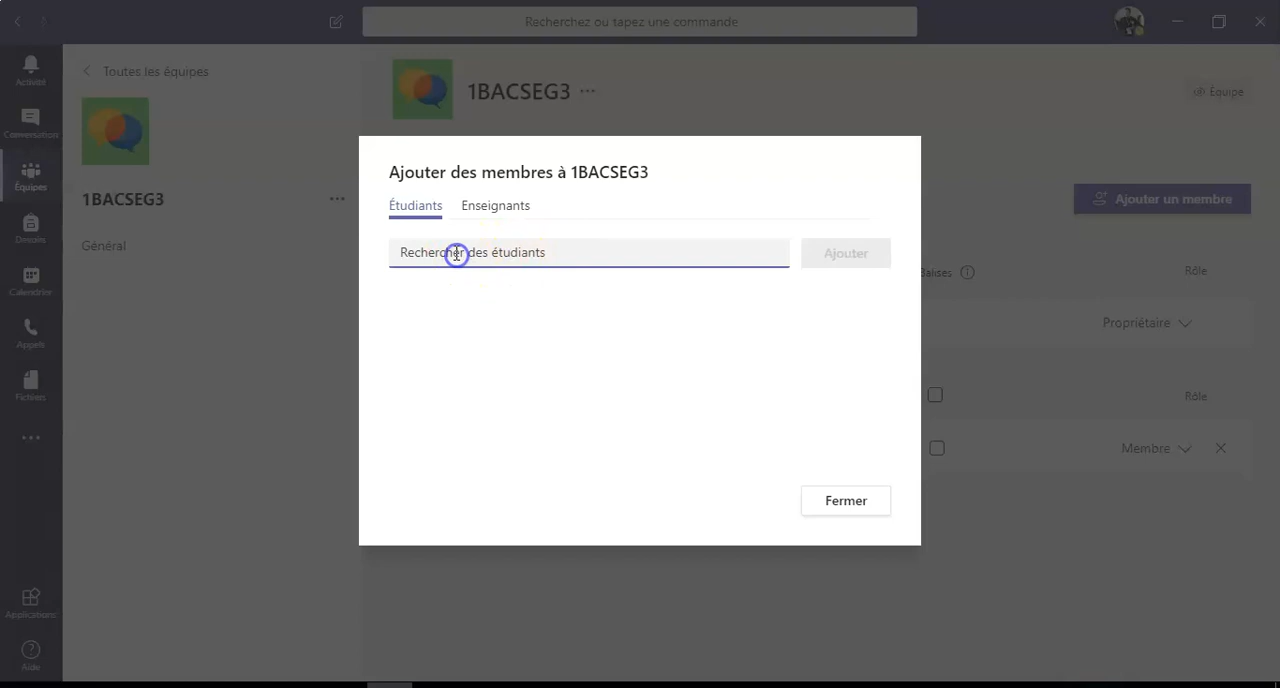 Recherchez ou tapez une commande
Activité
Conversation
Équipes
Devoirs
Calendrier
Appels
Fichiers
Applications
Aide
Toutes les équipes
1BACSEG3
Général
1BACSEG3
Équipe
Ajouter un membre
Balises
Rôle
Propriétaire
Rôle
Membre
Ajouter des membres à 1BACSEG3
Étudiants Enseignants
Rechercher des étudiants
Ajouter
Fermer